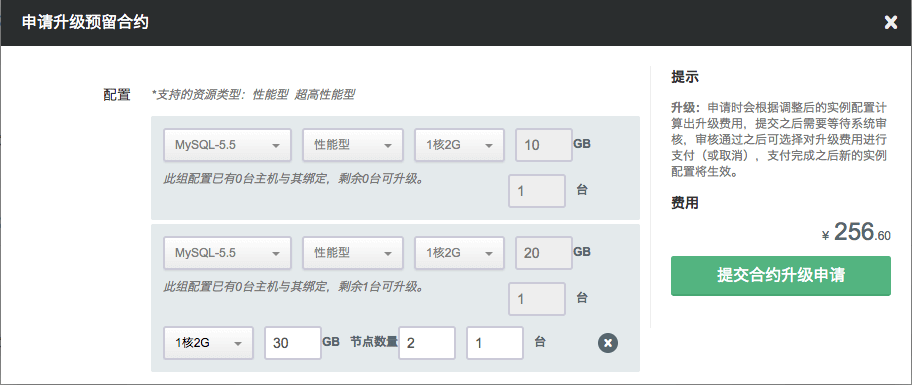 申请升级预留合约
配置 *支持的资源类型：性能型 超高性能型
MySQL-5.5 性能型 1核2G 10 GB
此组配置已有0台主机与其绑定，剩余0台可升级。
1 台
MySQL-5.5 性能型 1核2G 20 GB
此组配置已有0台主机与其绑定，剩余1台可升级。
1 台
1核2G 30 GB 节点数量 2 1 台
提示
升级：申请时会根据调整后的实例配置计
算出升级费用，提交之后需要等待系统审
核，审核通过之后可选择对升级费用进行
支付（或取消），支付完成之后新的实例
配置将生效。
费用
¥ 256.60
提交合约升级申请